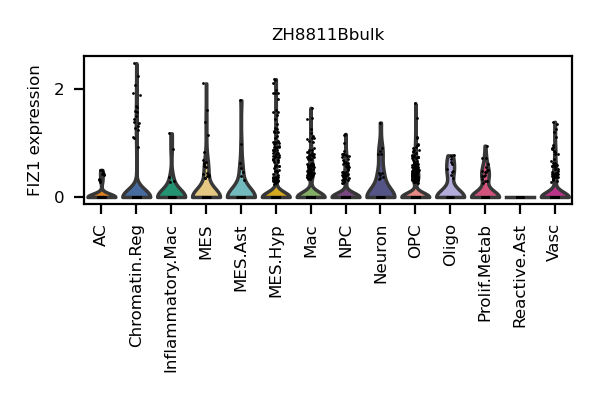 ZH8811Bbulk
FIZ1 expression
2
0
AC
Chromatin.Reg
Inflammatory.Mac
MES
MES.Ast
MES.Hyp
Mac
NPC
Neuron
OPC
Oligo
Prolif.Metab
Reactive.Ast
Vasc